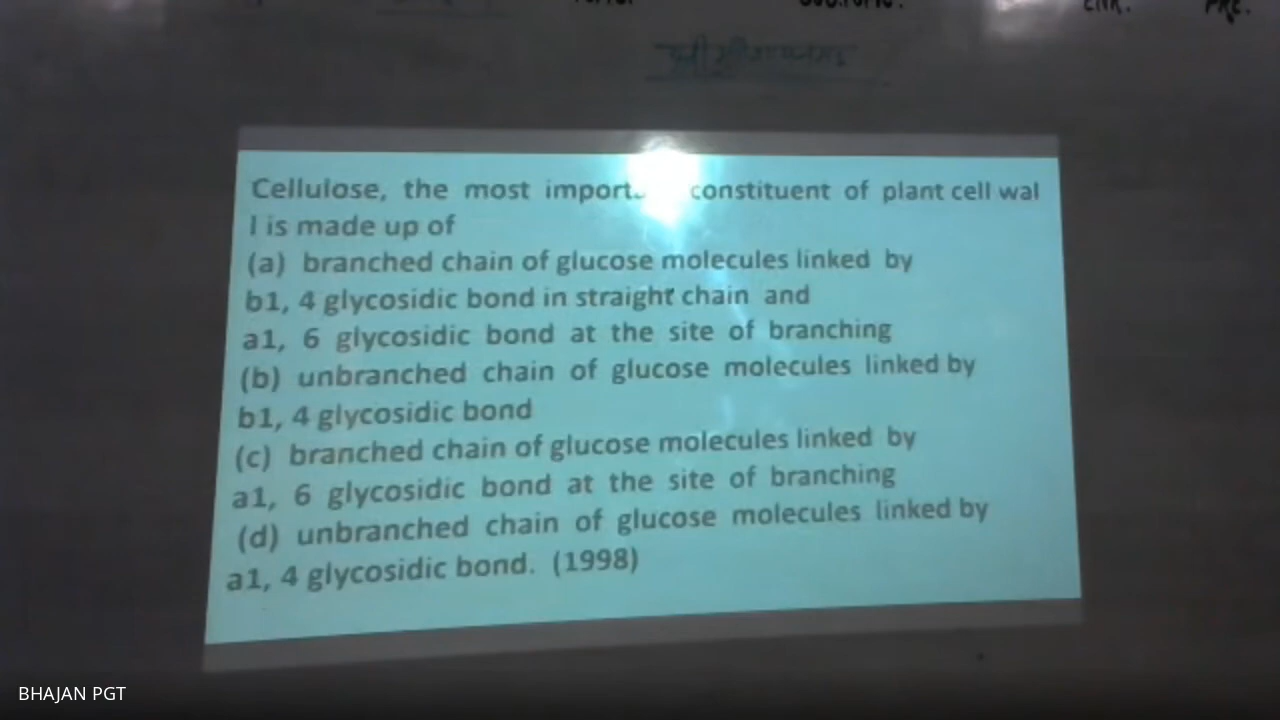 ENR. PRE.
Cellulose, the most constituent of plant cell wal
l is made up of
(a) branched chain of glucose molecules linked by
b1, 4 glycosidic bond in straight chain and
a1, 6 glycosidic bond at the site of branching
(b) unbranched chain of glucose molecules linked by
b1, 4 glycosidic bond
(c) branched chain of glucose molecules linked by
a1, 6 glycosidic bond at the site of branching
(d) unbranched chain of glucose molecules linked by
a1, 4 glycosidic bond. (1998)
BHAJAN PGT